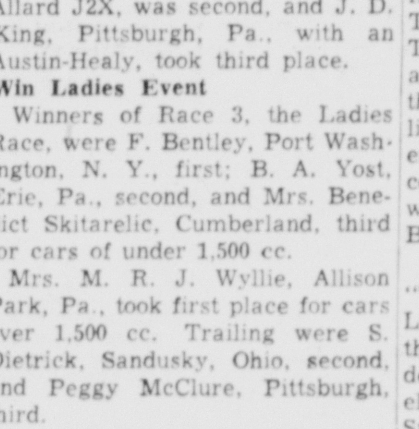 Allard J2X, was second, and J. D.
King, Pittsburgh, Pa., with an
Austin-Healy, took third place.
Win Ladies Event
Winners of Race 3, the Ladies
Race, were F. Bentley, Port Wash-
ington, N. Y., first; B. A. Yost,
Erie, Pa., second, and Mrs. Bene-
dict Skitarelic, Cumberland, third
for cars of under 1,500 cc.
Mrs. M. R. J. Wyllie, Allison
Park, Pa., took first place for cars
over 1,500 cc. Trailing were S.
Dietrick, Sandusky, Ohio, second,
and Peggy McClure, Pittsburgh,
third.